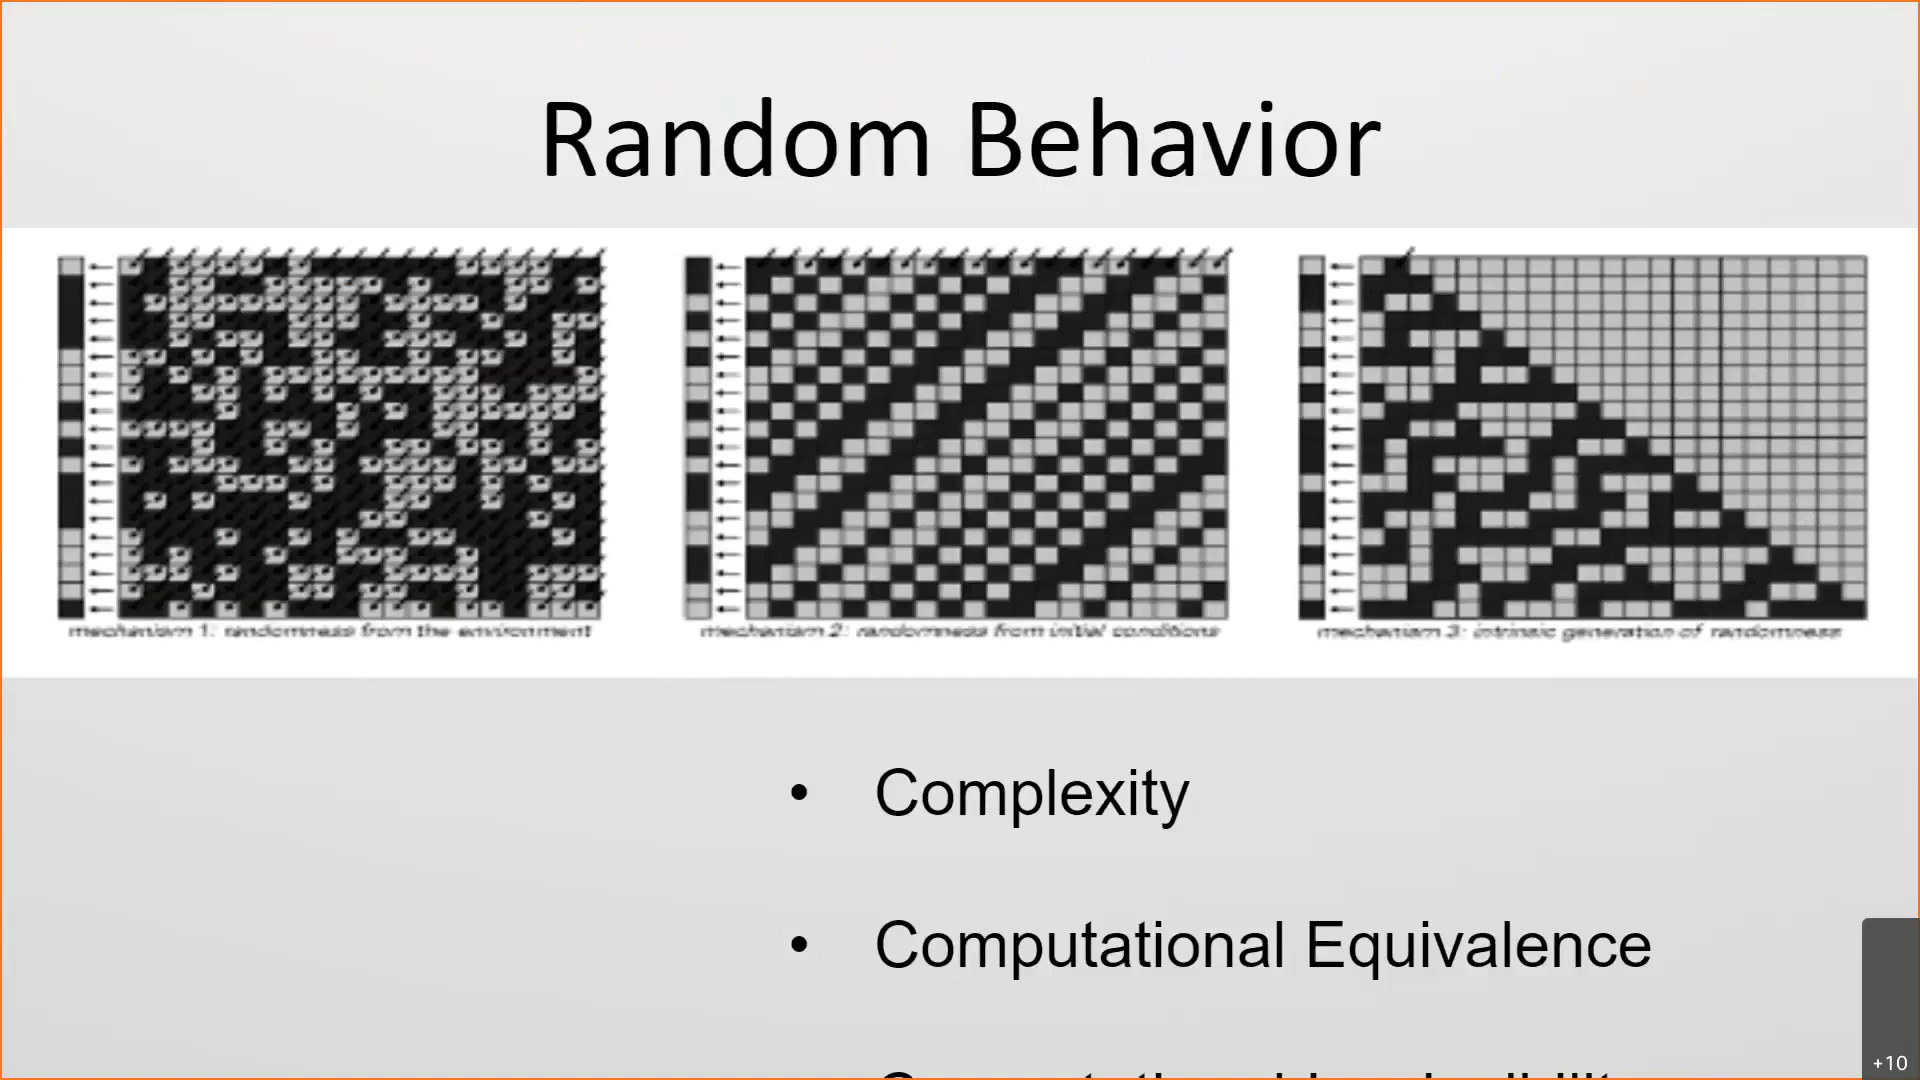 Random Behavior
mechanism 1: randomness from the environment
mechanism 2: randomness from initial conditions
mechanism 3: intrinsic generation of randomness
• Complexity
• Computational Equivalence
+10